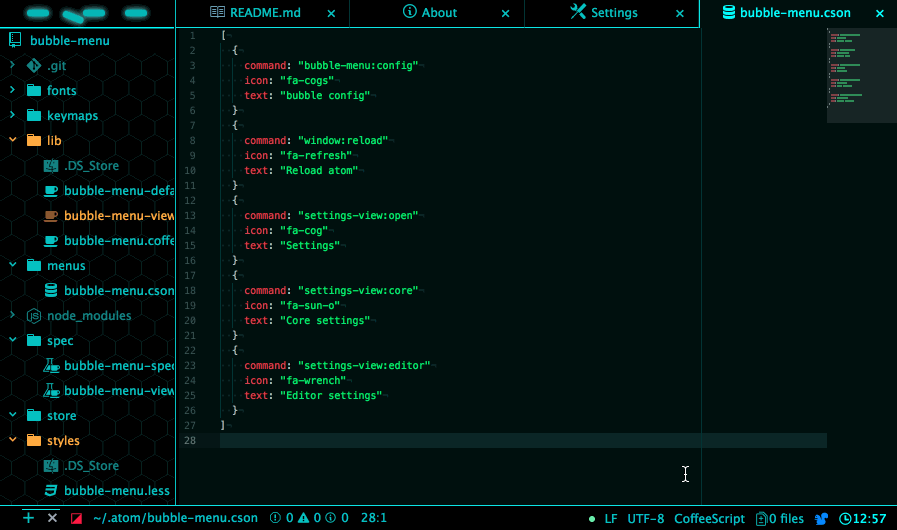 README.md
About
Settings
bubble-menu.cson
bubble-menu
.git
fonts
keymaps
lib
.DS_Store
bubble-menu-defa
bubble-menu-view
bubble-menu.coffe
menus
bubble-menu.cson
node_modules
spec
bubble-menu-spec
bubble-menu-view
store
styles
.DS_Store
bubble-menu.less
1 [
2 {
3 command: "bubble-menu:config"
4 icon: "fa-cogs"
5 text: "bubble config"
6 }
7 {
8 command: "window:reload"
9 icon: "fa-refresh"
10 text: "Reload atom"
11 }
12 {
13 command: "settings-view:open"
14 icon: "fa-cog"
15 text: "Settings"
16 }
17 {
18 command: "settings-view:core"
19 icon: "fa-sun-o"
20 text: "Core settings"
21 }
22 {
23 command: "settings-view:editor"
24 icon: "fa-wrench"
25 text: "Editor settings"
26 }
27 ]
28
~/.atom/bubble-menu.cson 0 0 0 28:1 LF UTF-8 CoffeeScript 0 files 12:57